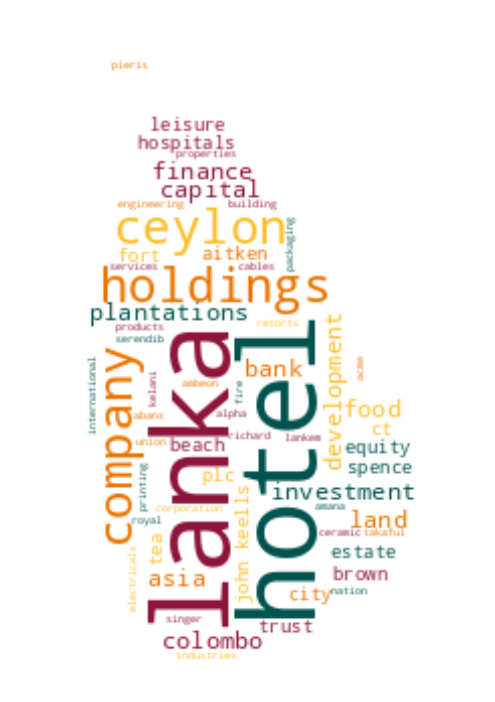 pieris
leisure
hospitals
properties
finance
capital
engineering
building
ceylon
packaging
fort
aitken
services
cables
holdings
plantations
products
resorts
serendib
lanka
hotel
development
international
company
kelani
ambeon
fire
bank
acme
abans
alpha
food
ct
union
beach
richard
lankem
equity
spence
printing
plc
investment
john keells
royal
corporation
amana
land
ceramic
takaful
electricals
tea
estate
asia
brown
city
nation
singer
trust
colombo
industries